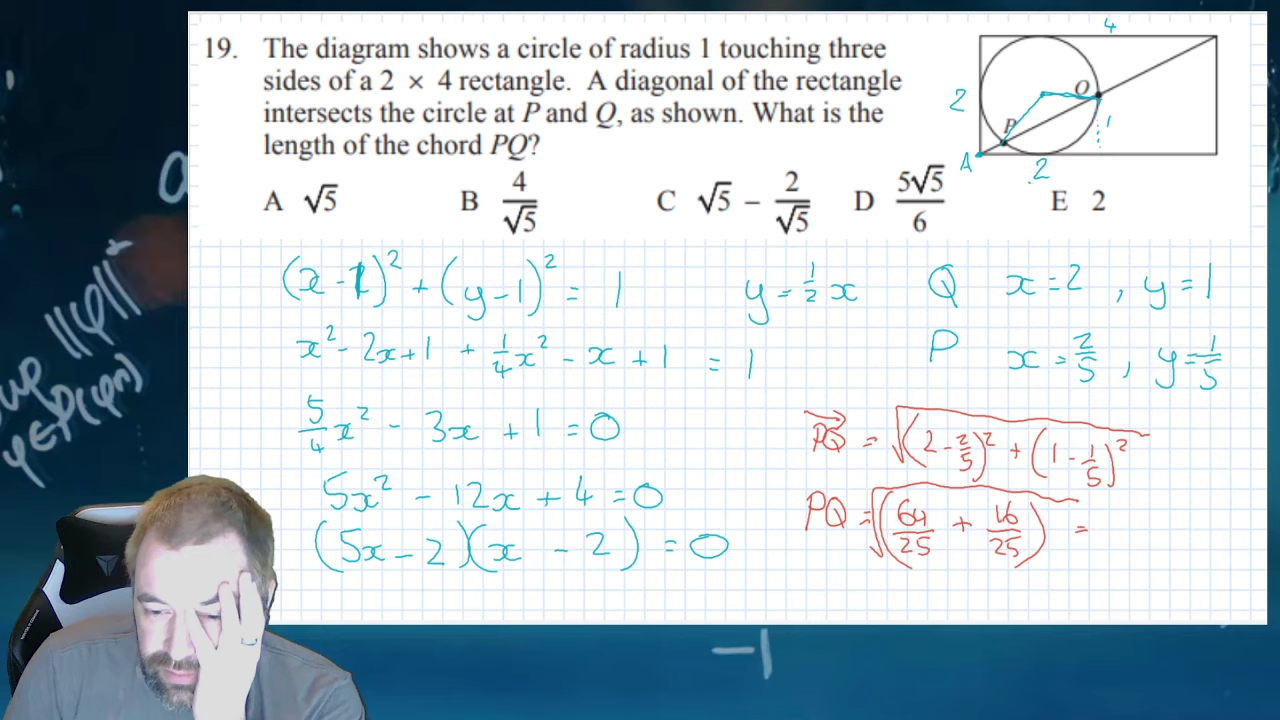 19. The diagram shows a circle of radius 1 touching three
sides of a 2 × 4 rectangle. A diagonal of the rectangle
intersects the circle at P and Q, as shown. What is the
length of the chord PQ?
A √5 B 4/√5 C √5 − 2/√5 D 5√5/6 E 2
4
2
Q
P
1
A
2
(x - 1)² + (y - 1)² = 1
y = 1/2 x
Q x = 2 , y = 1
x² - 2x + 1 + 1/4 x² - x + 1 = 1
P x = 2/5 , y = 1/5
5/4 x² - 3x + 1 = 0
PQ = √(2 - 2/5)² + (1 - 1/5)²
5x² - 12x + 4 = 0
PQ = √(64/25 + 16/25) =
(5x - 2)(x - 2) = 0
-1